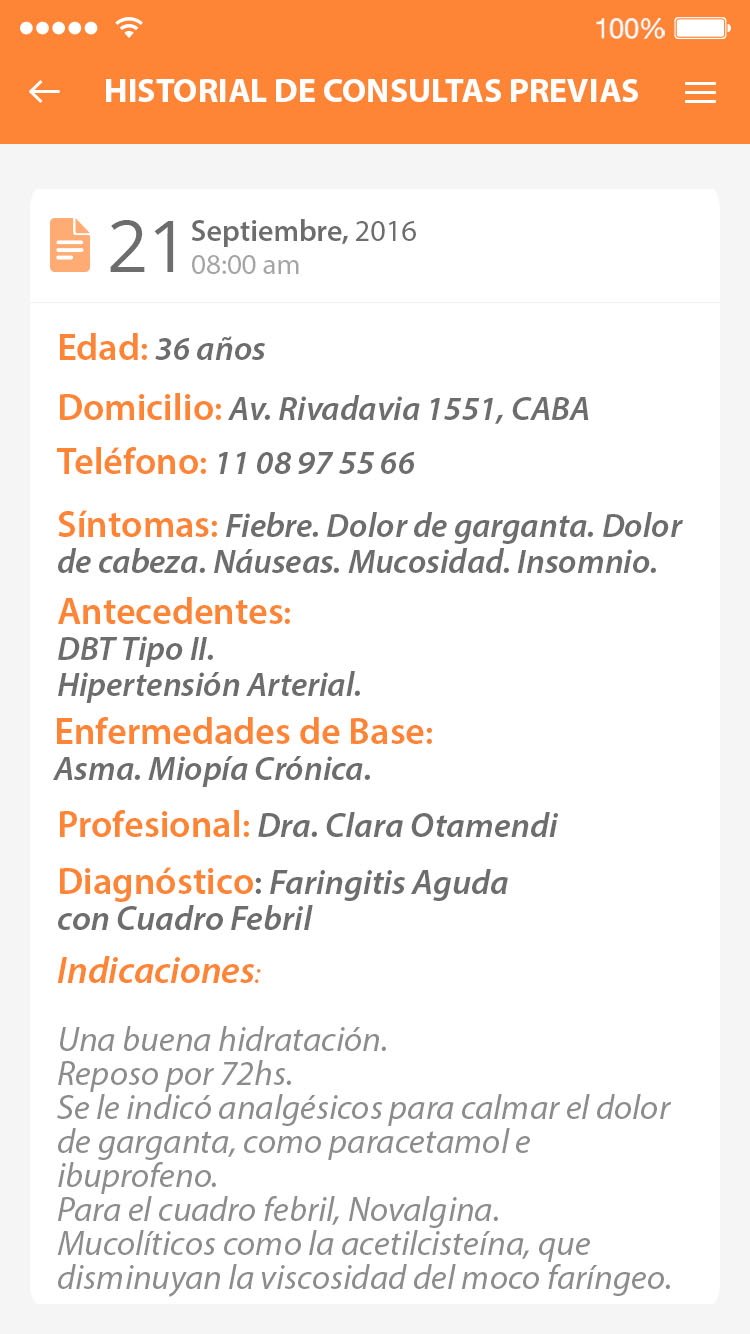 100%
HISTORIAL DE CONSULTAS PREVIAS
21 Septiembre, 2016
08:00 am
Edad: 36 años
Domicilio: Av. Rivadavia 1551, CABA
Teléfono: 11 08 97 55 66
Síntomas: Fiebre. Dolor de garganta. Dolor
de cabeza. Náuseas. Mucosidad. Insomnio.
Antecedentes:
DBT Tipo II.
Hipertensión Arterial.
Enfermedades de Base:
Asma. Miopía Crónica.
Profesional: Dra. Clara Otamendi
Diagnóstico: Faringitis Aguda
con Cuadro Febril
Indicaciones:
Una buena hidratación.
Reposo por 72hs.
Se le indicó analgésicos para calmar el dolor
de garganta, como paracetamol e
ibuprofeno.
Para el cuadro febril, Novalgina.
Mucolíticos como la acetilcisteína, que
disminuyan la viscosidad del moco faríngeo.